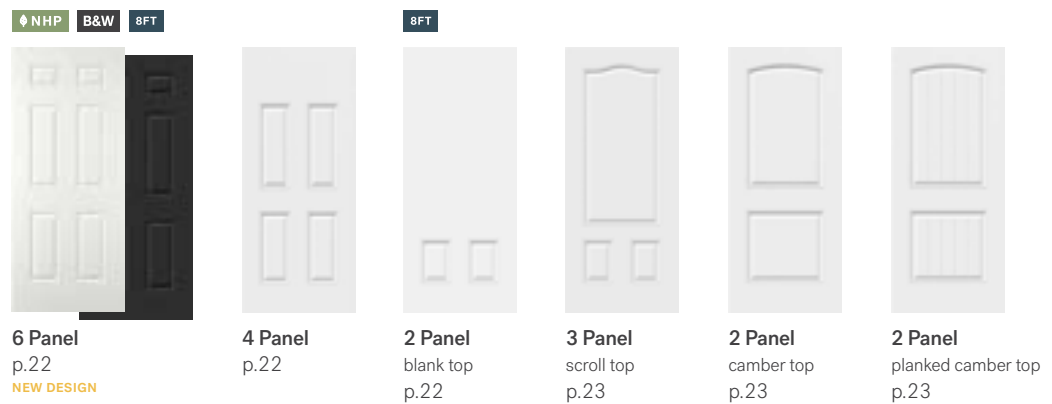 NHP B&W 8FT
8FT
6 Panel
p.22
NEW DESIGN
4 Panel
p.22
2 Panel
blank top
p.22
3 Panel
scroll top
p.23
2 Panel
camber top
p.23
2 Panel
planked camber top
p.23